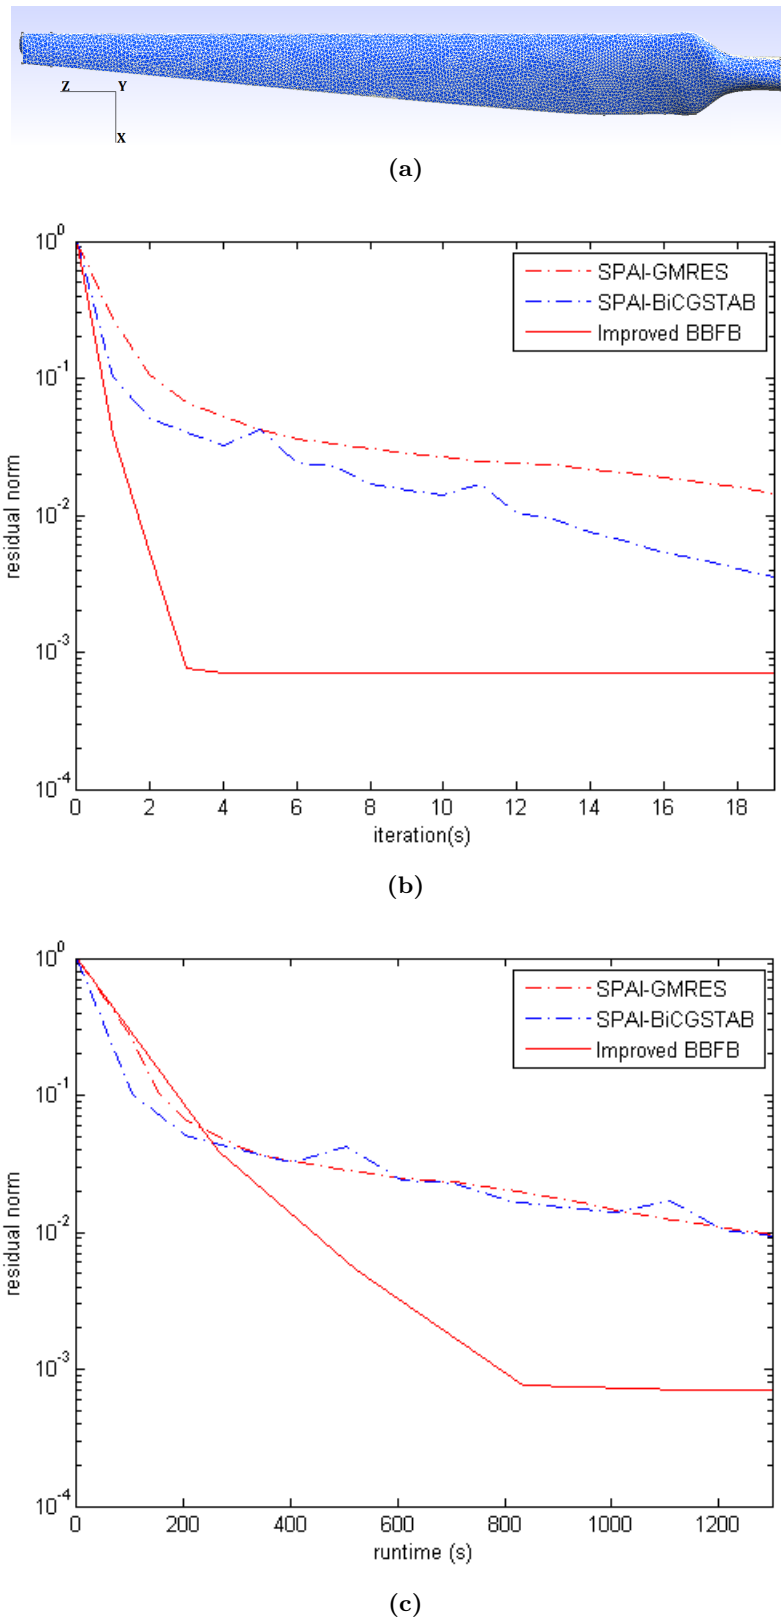 Z
Y
X
(a)
10^0
10^-1
10^-2
10^-3
10^-4
residual norm
SPAI-GMRES
SPAI-BiCGSTAB
Improved BBFB
0 2 4 6 8 10 12 14 16 18
iteration(s)
(b)
10^0
10^-1
10^-2
10^-3
10^-4
residual norm
SPAI-GMRES
SPAI-BiCGSTAB
Improved BBFB
0 200 400 600 800 1000 1200
runtime (s)
(c)